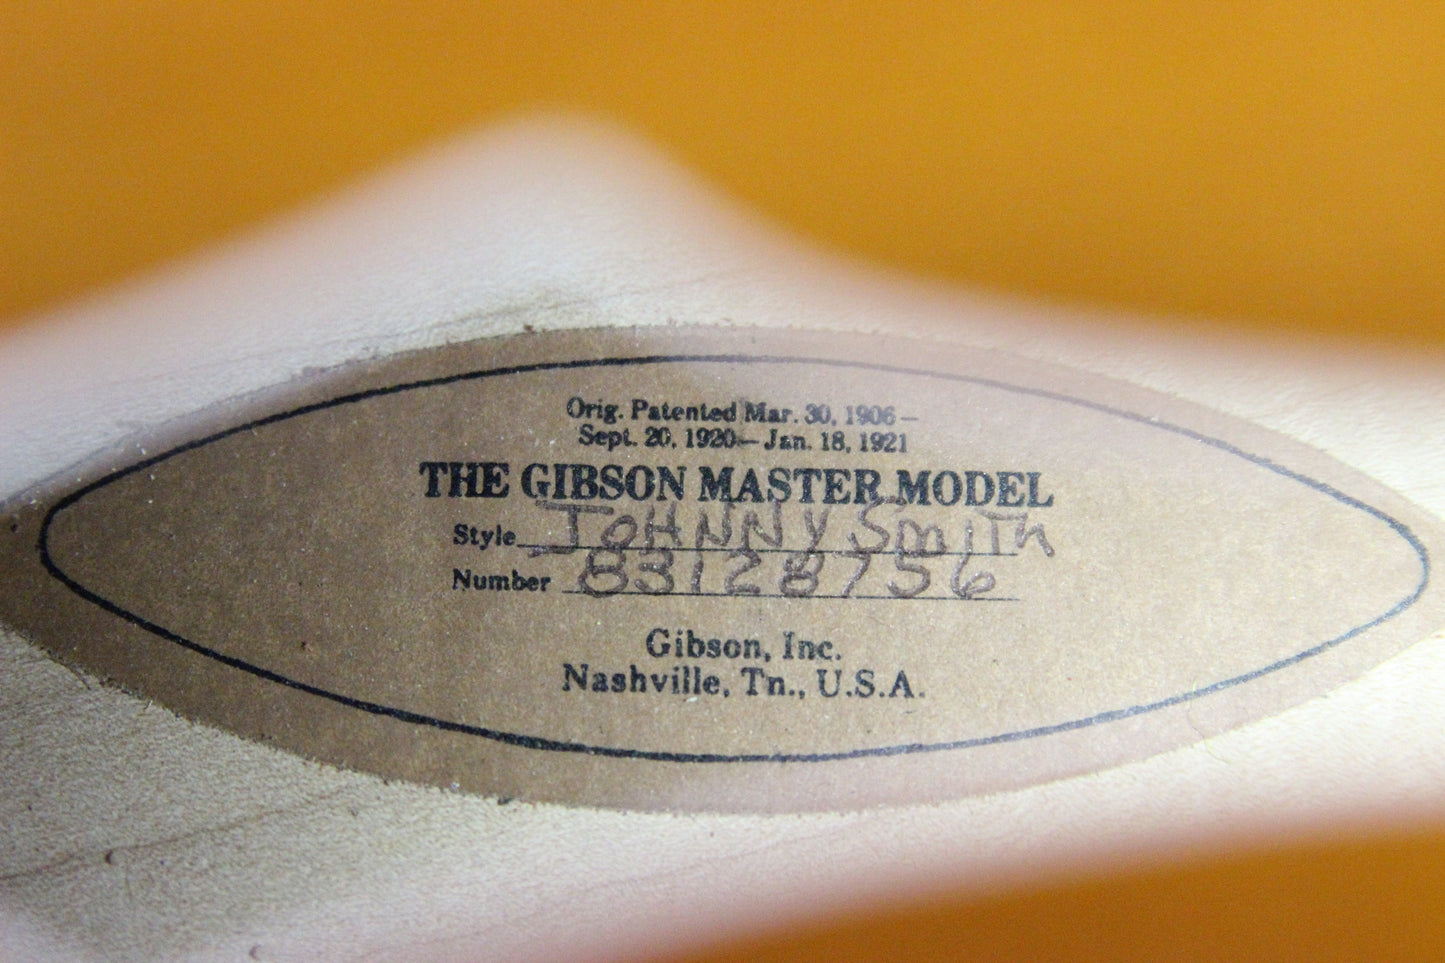 Orig. Patented Mar. 30, 1906 —
Sept. 20, 1920— Jan. 18, 1921
THE GIBSON MASTER MODEL
Style JOHNNY SMITH
Number 83128756
Gibson, Inc.
Nashville, Tn., U.S.A.